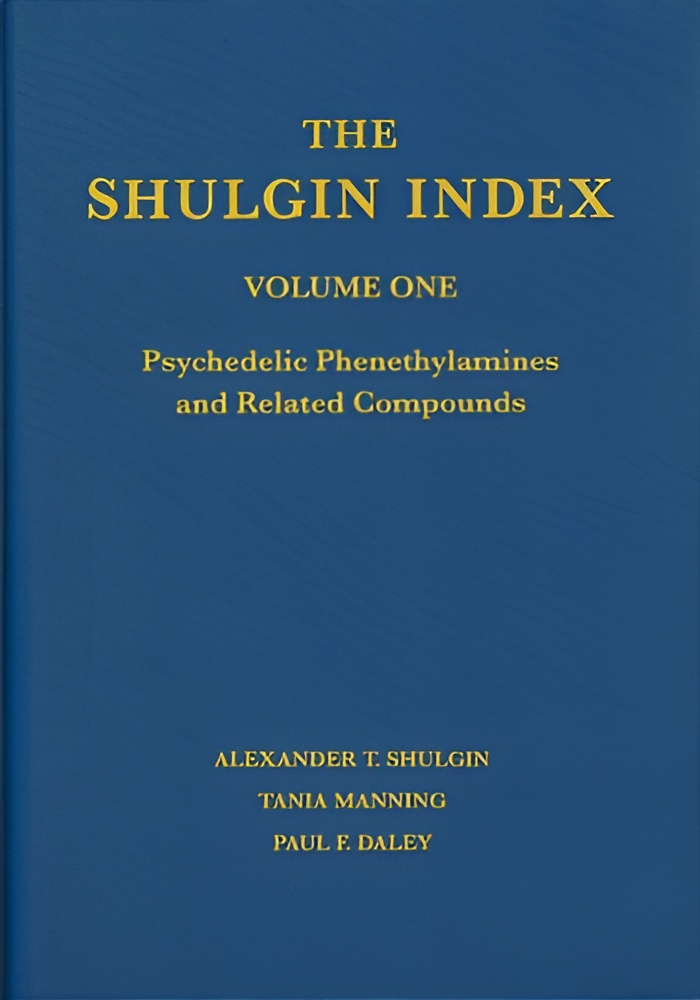 THE
SHULGIN INDEX
VOLUME ONE
Psychedelic Phenethylamines
and Related Compounds
ALEXANDER T. SHULGIN
TANIA MANNING
PAUL F. DALEY